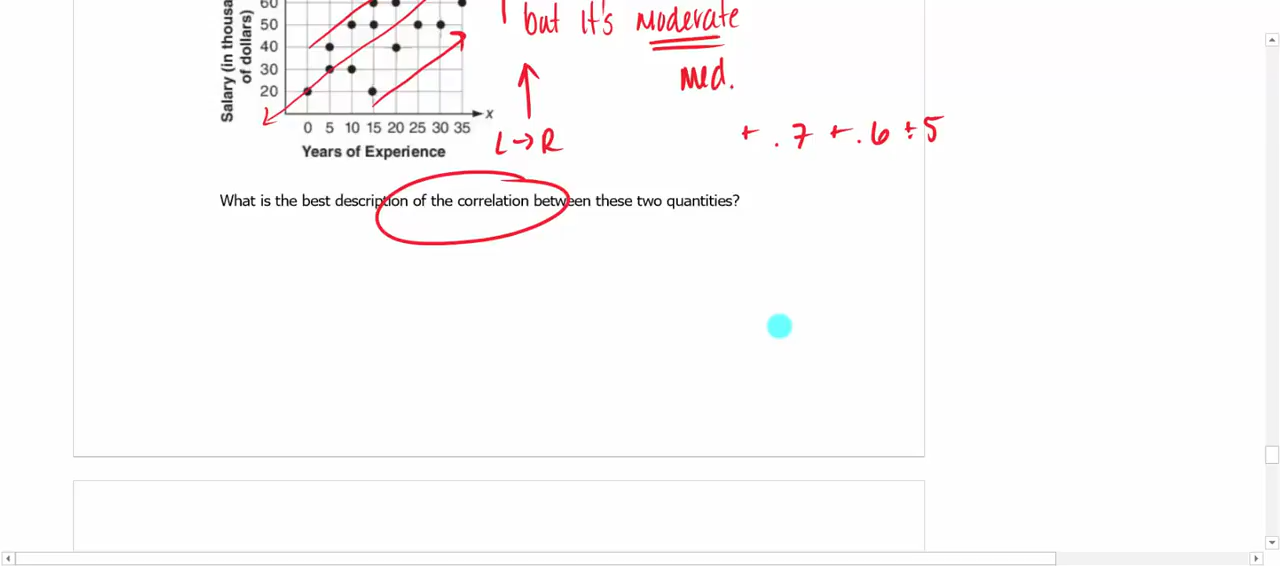 Salary (in thousa
of dollars)
60
50
40
30
20
0 5 10 15 20 25 30 35
x
Years of Experience
but it's moderate
med.
L→R
+ .7 + .6 + .5
What is the best description of the correlation between these two quantities?